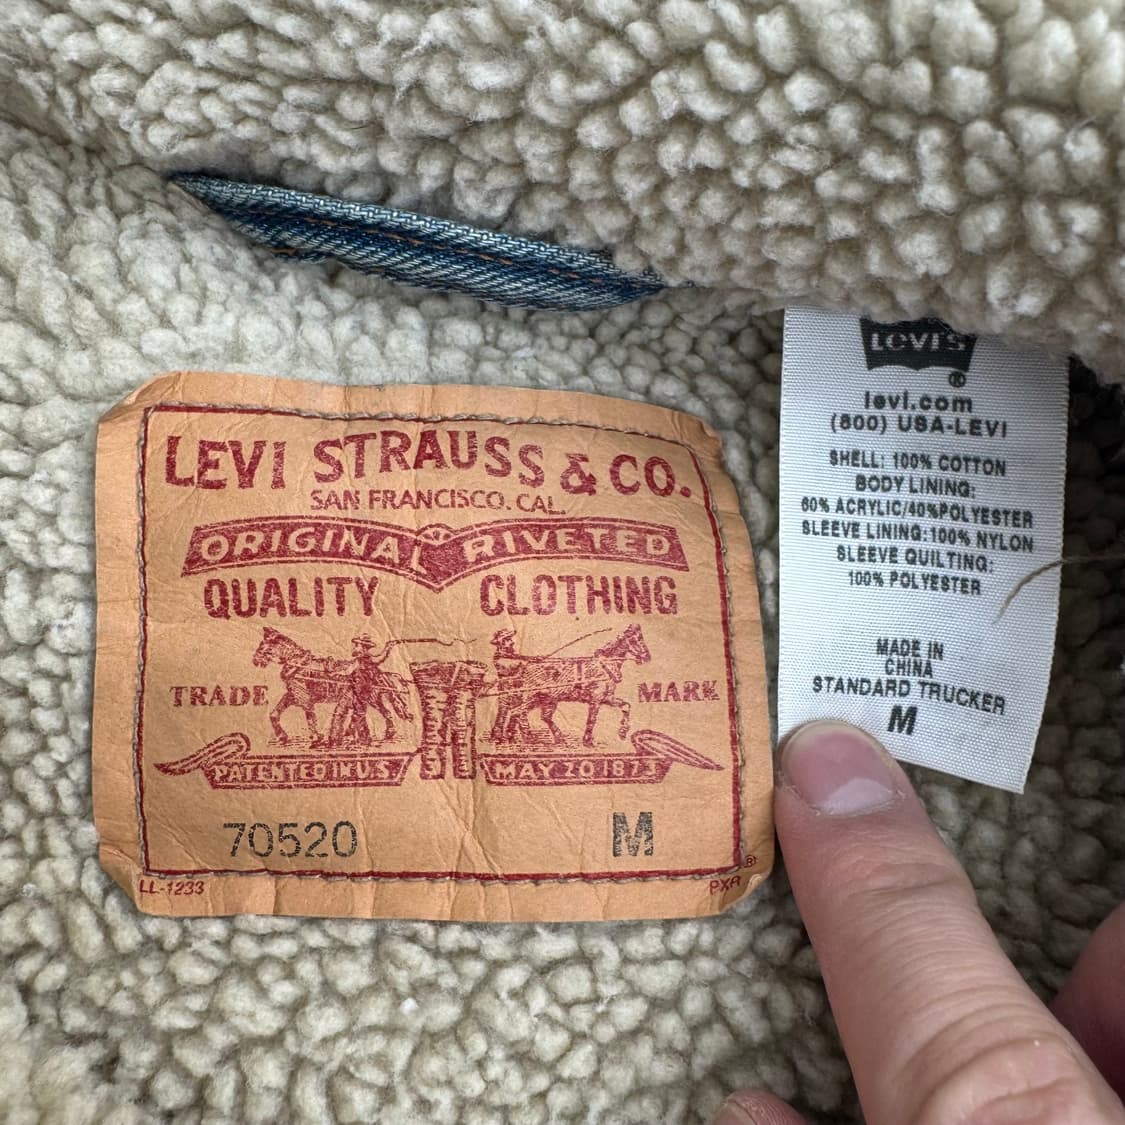 LEVI STRAUSS & CO.
SAN FRANCISCO. CAL.
ORIGINAL RIVETED
QUALITY CLOTHING
TRADE MARK
PATENTED IN U.S. MAY 20 1873
70520 M
LL-1233 PXR ®
Levi's
®
levi.com
(800) USA-LEVI
SHELL: 100% COTTON
BODY LINING:
60% ACRYLIC/40%POLYESTER
SLEEVE LINING:100% NYLON
SLEEVE QUILTING:
100% POLYESTER
MADE IN
CHINA
STANDARD TRUCKER
M